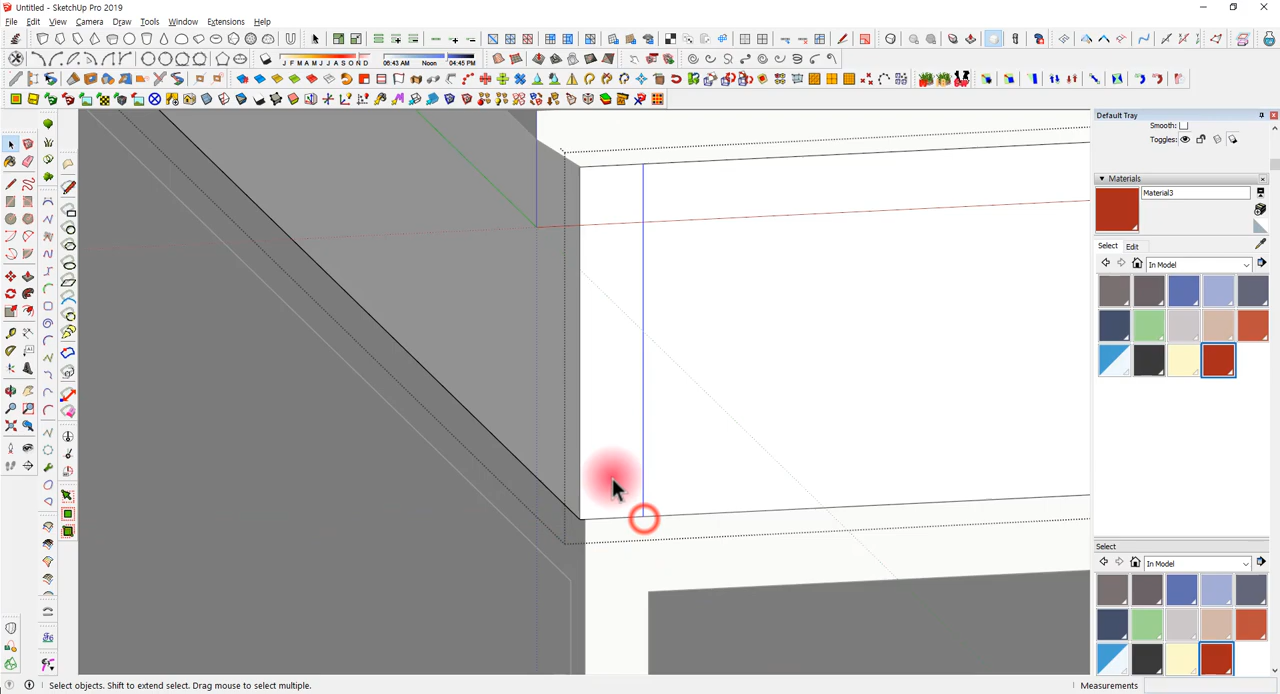 Untitled - SketchUp Pro 2019
File Edit View Camera Draw Tools Window Extensions Help
J F M A M J J A S O N D 06:43 AM Noon 04:45 PM
Default Tray
Smooth:
Toggles:
Materials
Material3
Select Edit
In Model
Select
In Model
Select objects. Shift to extend select. Drag mouse to select multiple.
Measurements